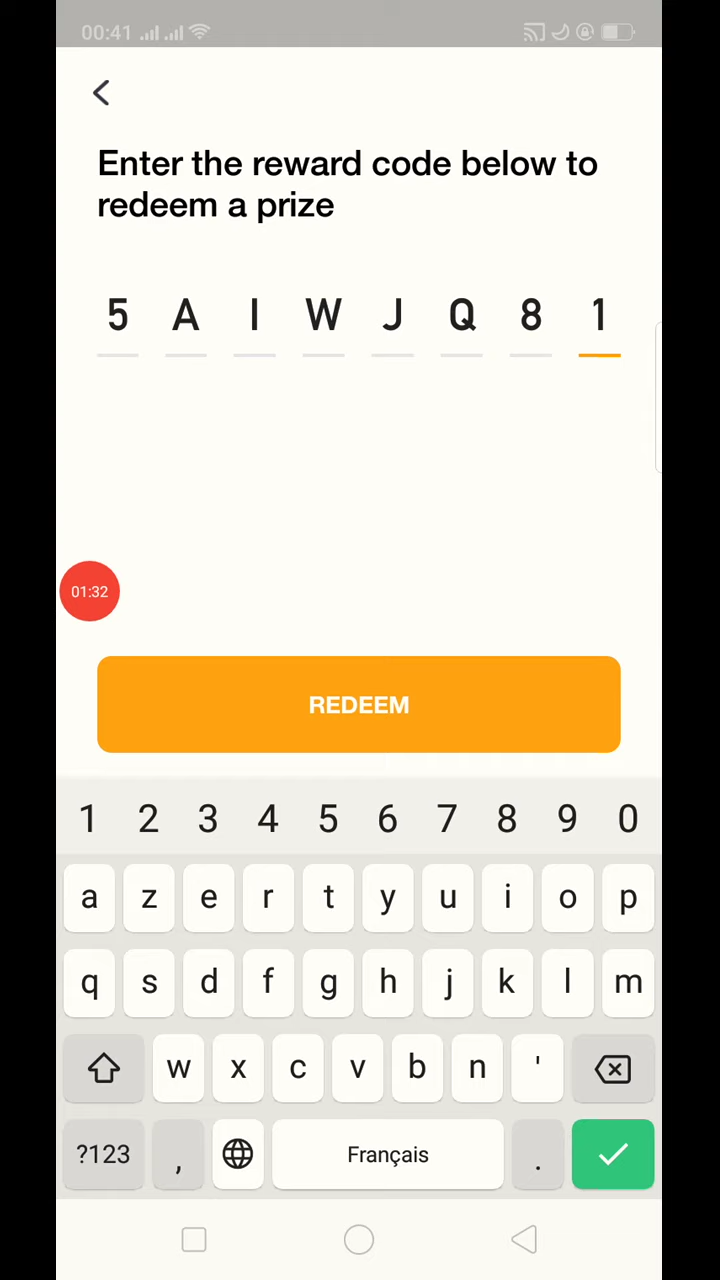 00:41
Enter the reward code below to
redeem a prize
5 A I W J Q 8 1
01:32
REDEEM
1 2 3 4 5 6 7 8 9 0
a z e r t y u i o p
q s d f g h j k l m
w x c v b n '
?123 , Français .